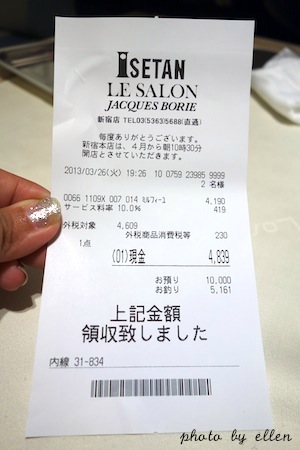 ISETAN
LE SALON
JACQUES BORIE
新宿店 TEL03(5363)5688(直通)
毎度ありがとうございます。
新宿本店は、4月から朝10時30分
開店とさせていただきます。
2013/03/26(火) 19:26 10 0759 23985 9999
2 名様
0066 1109X 007 014 ﾐﾙﾌｨｰﾕ 4,190
サービス料率 10.0% 419
外税対象 4,609
外税商品消費税等 230
1点
(01)現金 4,839
お預り 10,000
お釣り 5,161
上記金額
領収致しました
内線 31-834
photo by ellen